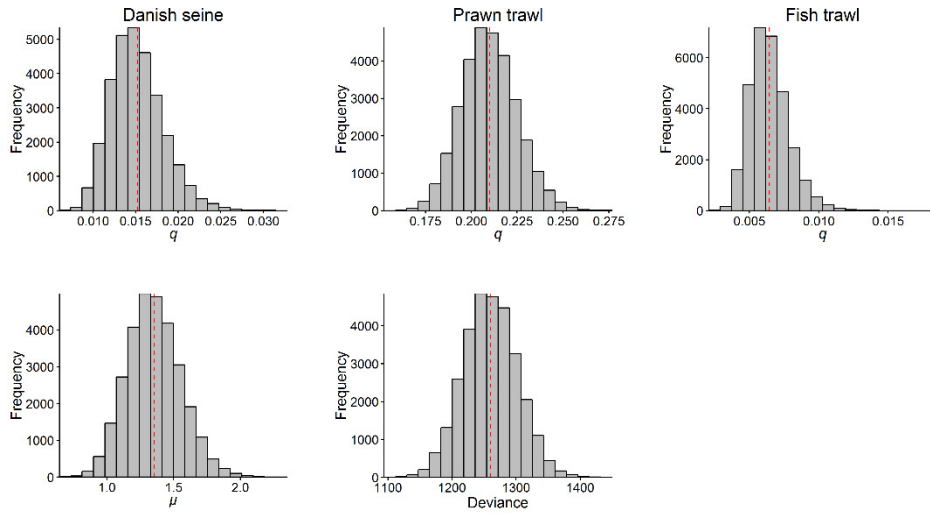 Danish seine
Prawn trawl
Fish trawl
Frequency
5000
4000
3000
2000
1000
0
0.010 0.015 0.020 0.025 0.030
q
Frequency
4000
3000
2000
1000
0
0.175 0.200 0.225 0.250 0.275
q
Frequency
6000
4000
2000
0
0.005 0.010 0.015
q
Frequency
4000
3000
2000
1000
0
1.0 1.5 2.0
μ
Frequency
4000
3000
2000
1000
0
1100 1200 1300 1400
Deviance